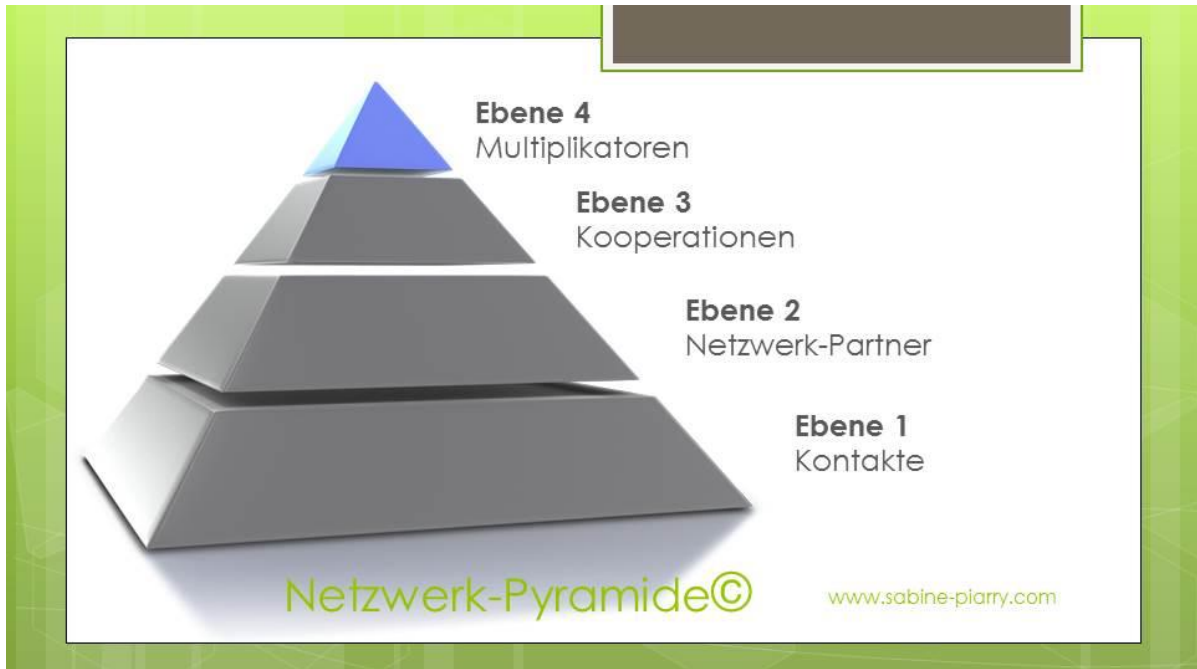 Ebene 4
Multiplikatoren
Ebene 3
Kooperationen
Ebene 2
Netzwerk-Partner
Ebene 1
Kontakte
Netzwerk-Pyramide©
www.sabine-piarry.com